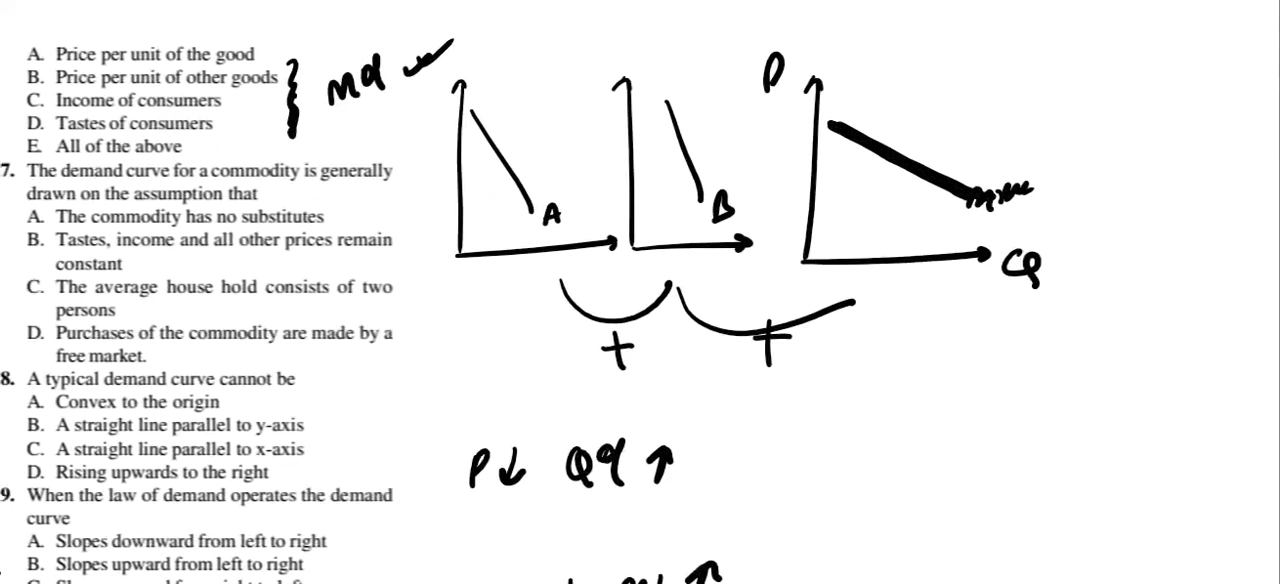 A. Price per unit of the good
B. Price per unit of other goods
C. Income of consumers
D. Tastes of consumers
E. All of the above
Md
7. The demand curve for a commodity is generally
drawn on the assumption that
A. The commodity has no substitutes
B. Tastes, income and all other prices remain
constant
C. The average house hold consists of two
persons
D. Purchases of the commodity are made by a
free market.
8. A typical demand curve cannot be
A. Convex to the origin
B. A straight line parallel to y-axis
C. A straight line parallel to x-axis
D. Rising upwards to the right
9. When the law of demand operates the demand
curve
A. Slopes downward from left to right
B. Slopes upward from left to right
A
B
P
+
+
P↓ Qd ↑